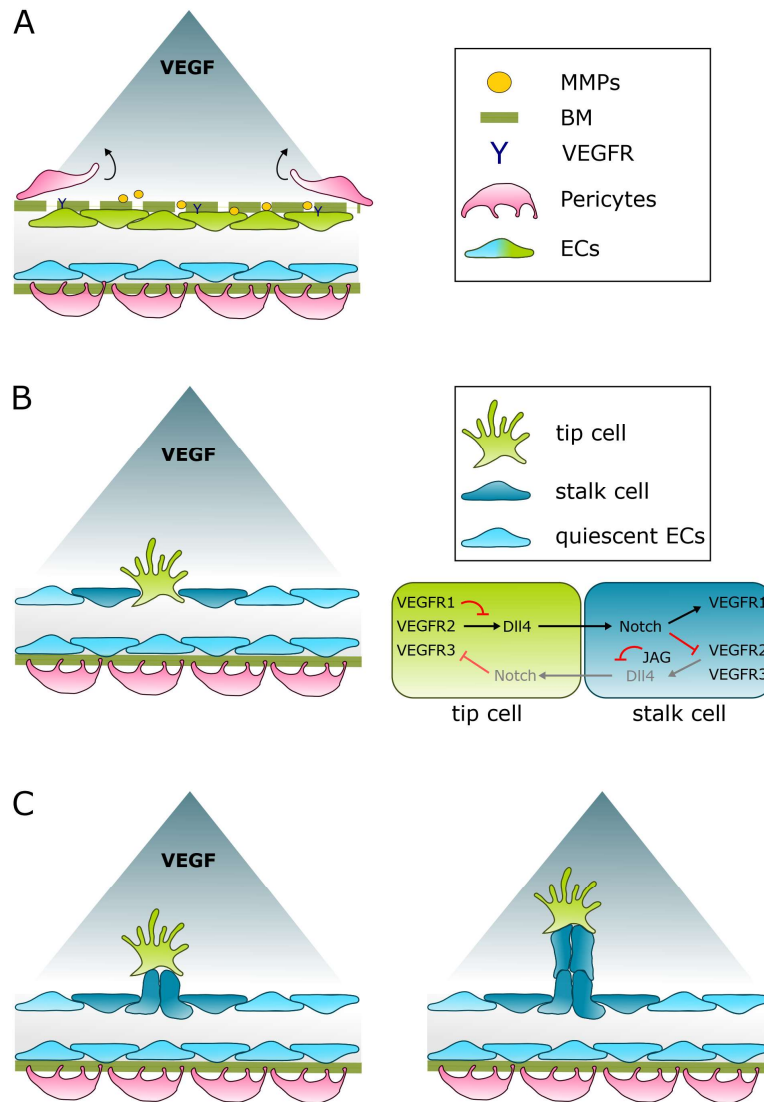 A
VEGF
Y
Y
Y
MMPs
BM
Y VEGFR
Pericytes
ECs
B
VEGF
tip cell
stalk cell
quiescent ECs
VEGFR1
VEGFR2 Dll4
VEGFR3
Notch
Notch VEGFR1
JAG VEGFR2
Dll4 VEGFR3
tip cell stalk cell
C
VEGF